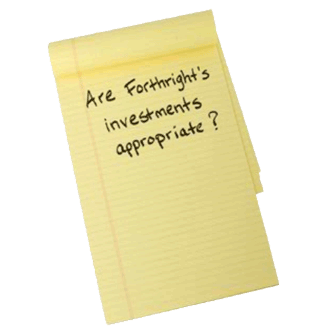 Are Forthright's
investments
appropriate?